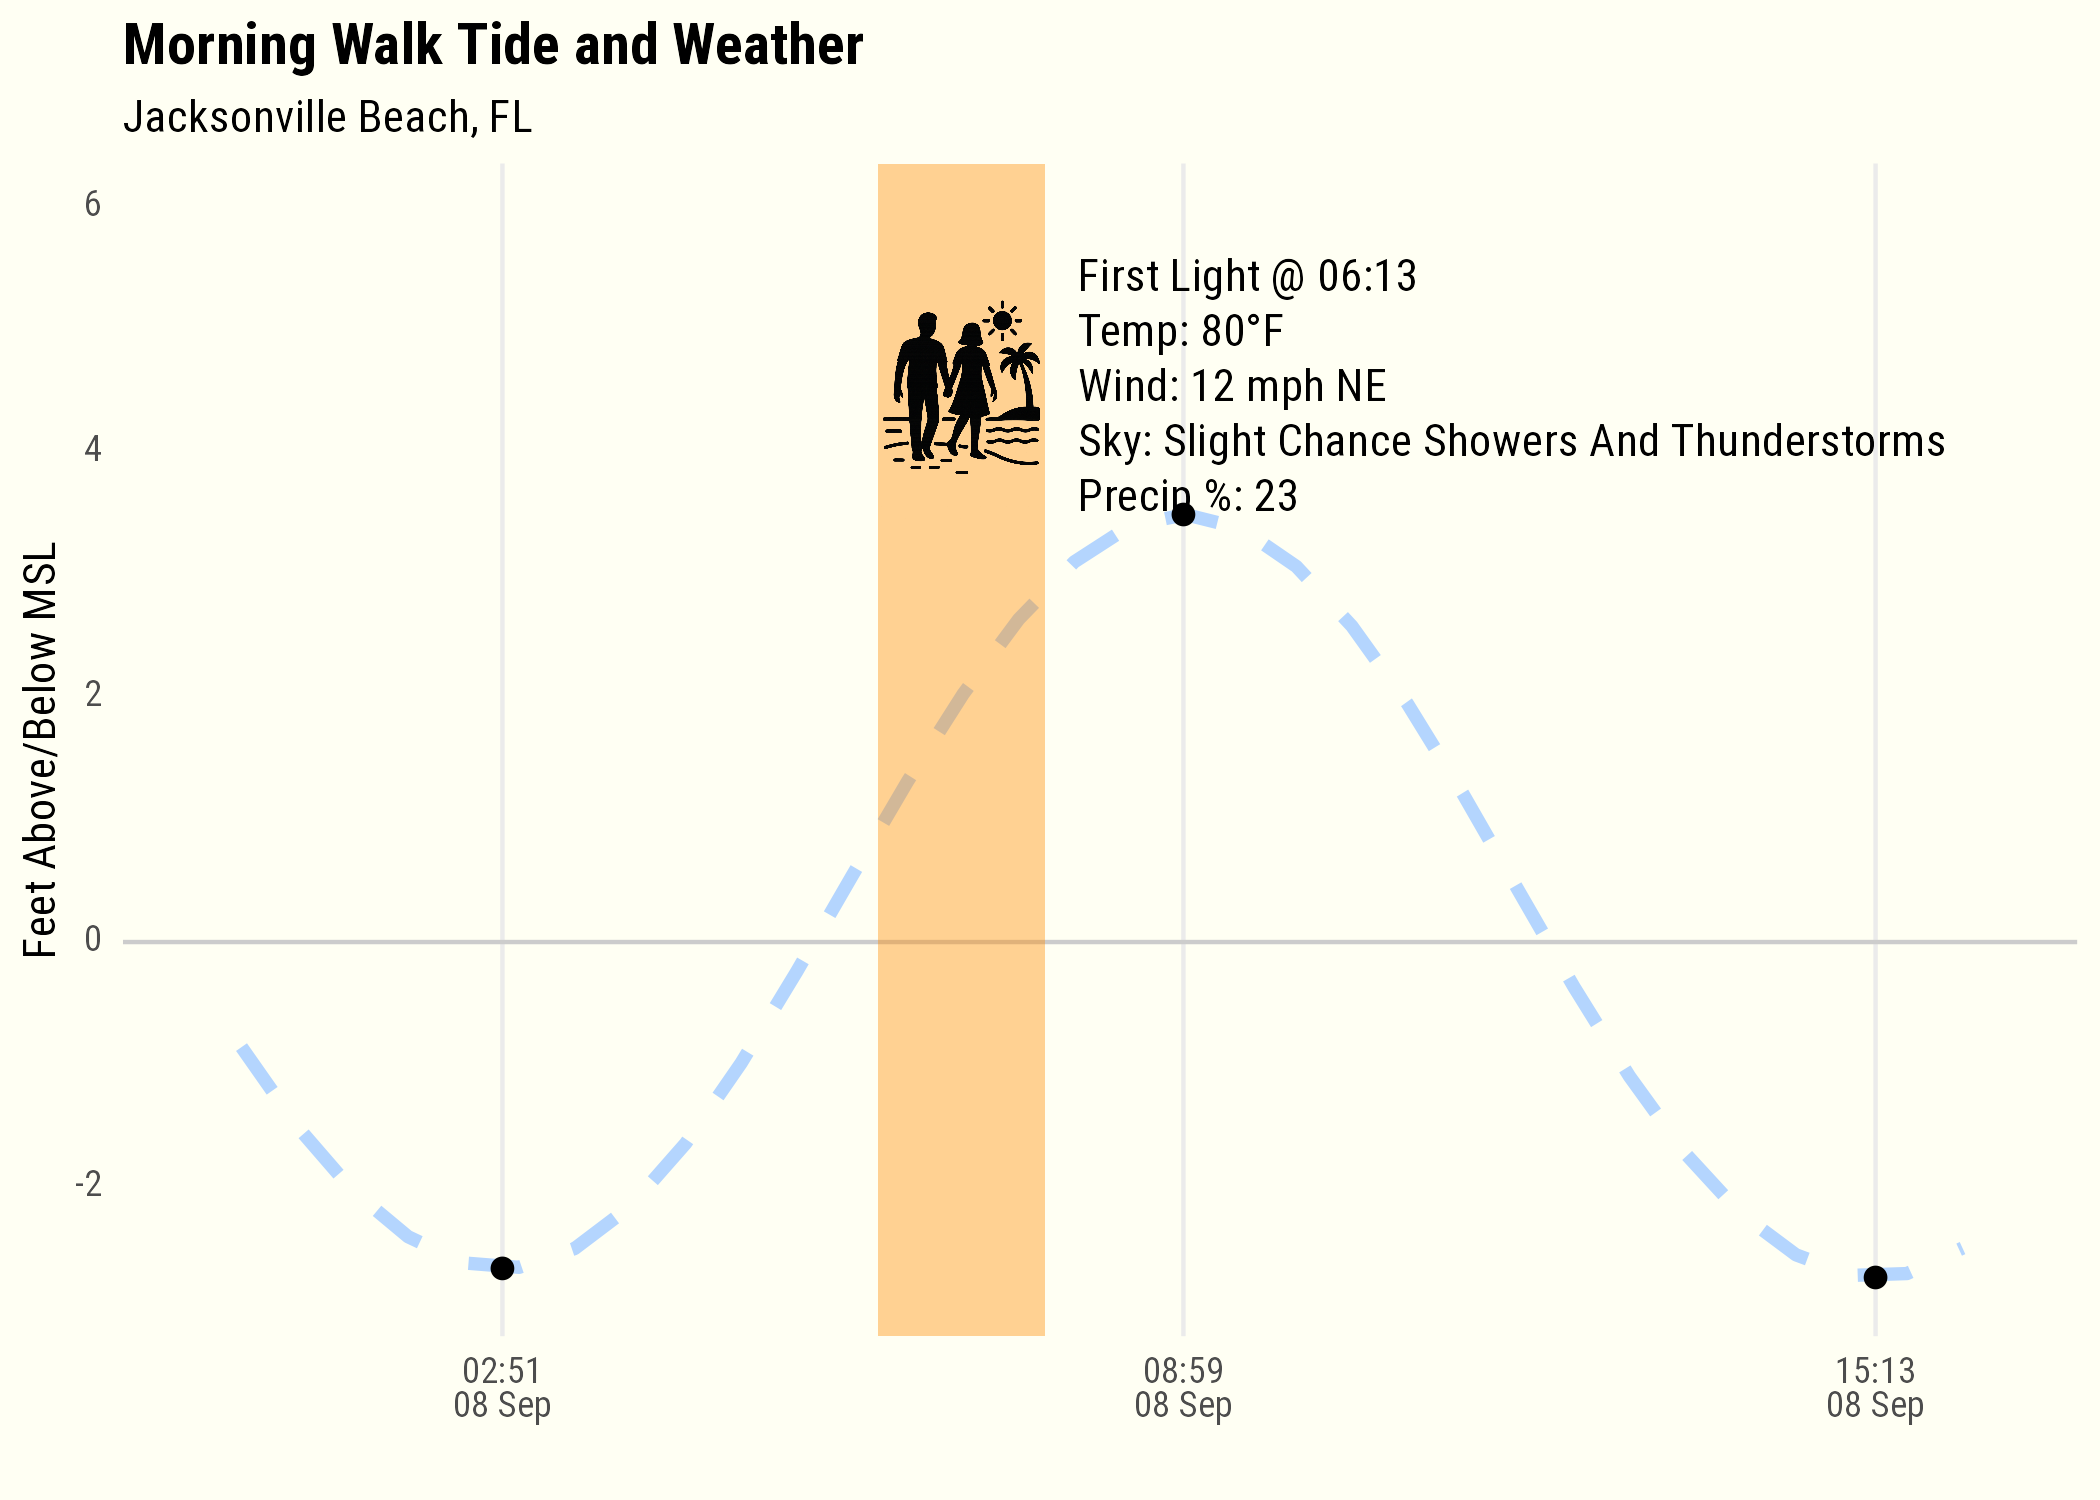 Morning Walk Tide and Weather
Jacksonville Beach, FL
6
4
2
0
-2
Feet Above/Below MSL
First Light @ 06:13
Temp: 80°F
Wind: 12 mph NE
Sky: Slight Chance Showers And Thunderstorms
Precip %: 23
02:51
08 Sep
08:59
08 Sep
15:13
08 Sep